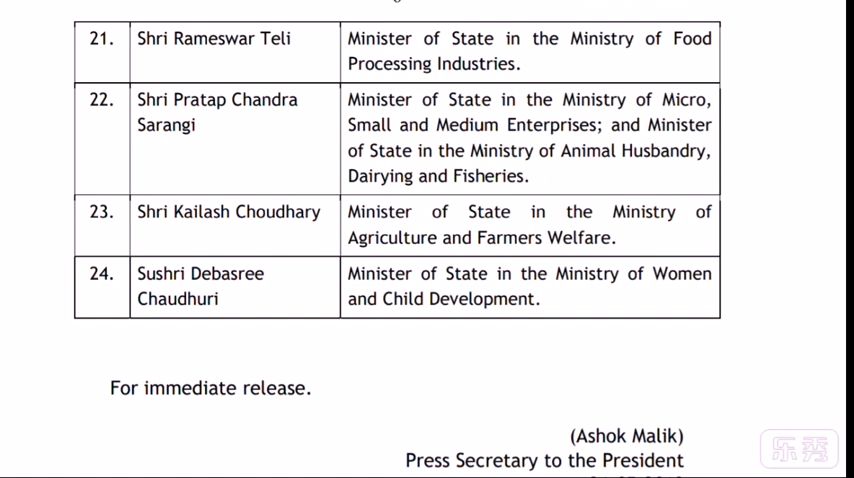 21. Shri Rameswar Teli Minister of State in the Ministry of Food
Processing Industries.
22. Shri Pratap Chandra Minister of State in the Ministry of Micro,
Sarangi Small and Medium Enterprises; and Minister
of State in the Ministry of Animal Husbandry,
Dairying and Fisheries.
23. Shri Kailash Choudhary Minister of State in the Ministry of
Agriculture and Farmers Welfare.
24. Sushri Debasree Minister of State in the Ministry of Women
Chaudhuri and Child Development.
For immediate release.
(Ashok Malik)
Press Secretary to the President
乐秀